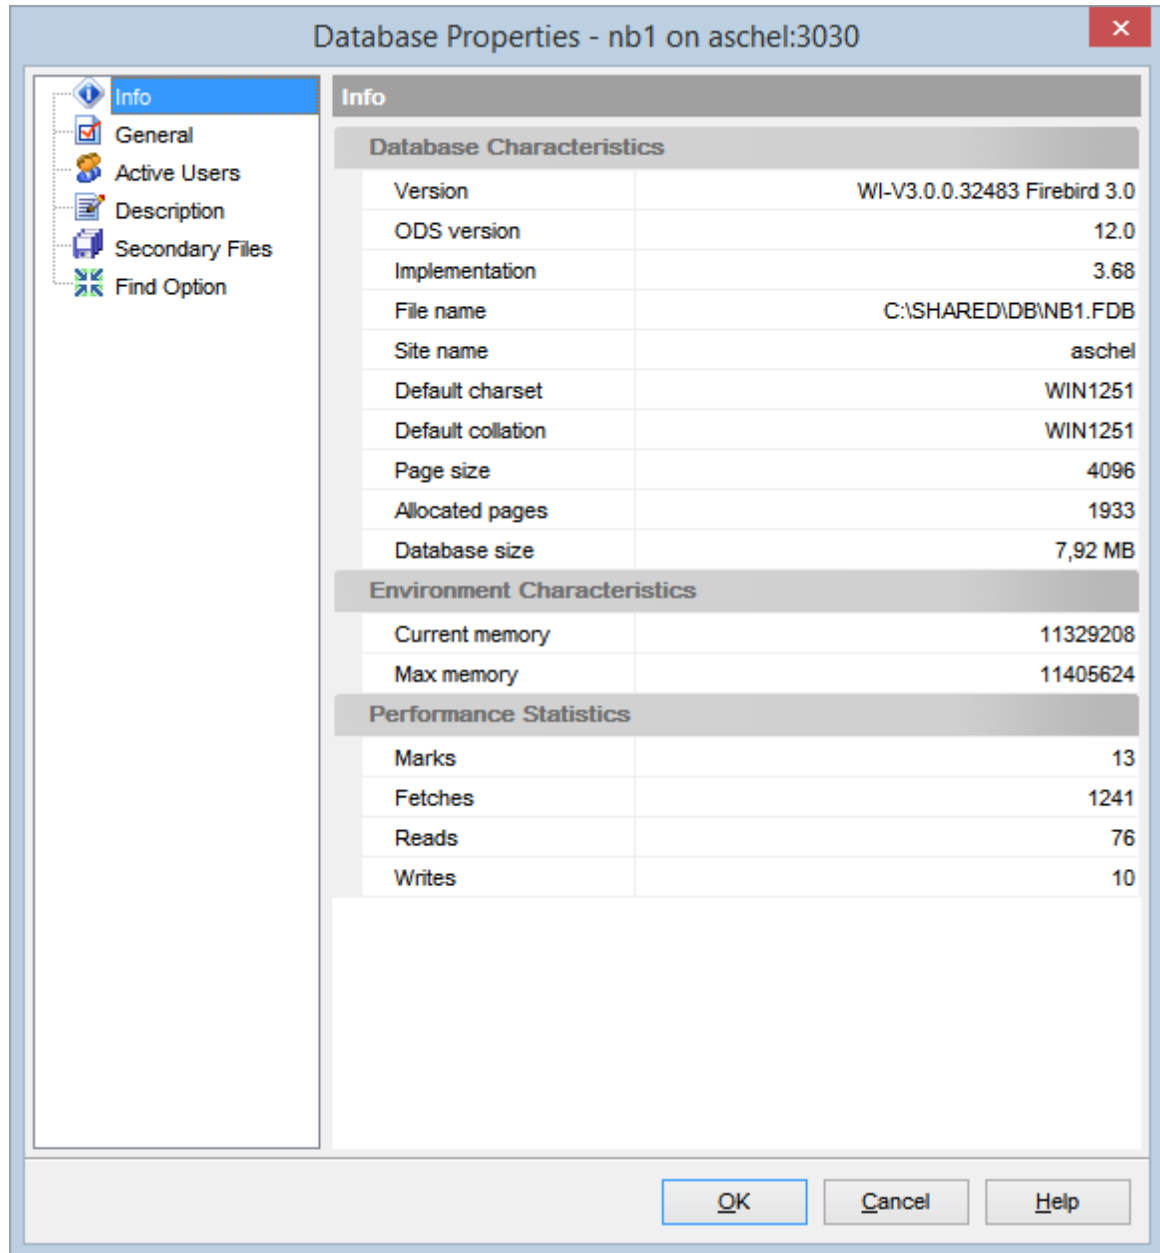 Database Properties - nb1 on aschel:3030
Info
General
Active Users
Description
Secondary Files
Find Option
Info
Database Characteristics
Version WI-V3.0.0.32483 Firebird 3.0
ODS version 12.0
Implementation 3.68
File name C:\SHARED\DB\NB1.FDB
Site name aschel
Default charset WIN1251
Default collation WIN1251
Page size 4096
Allocated pages 1933
Database size 7,92 MB
Environment Characteristics
Current memory 11329208
Max memory 11405624
Performance Statistics
Marks 13
Fetches 1241
Reads 76
Writes 10
OK Cancel Help